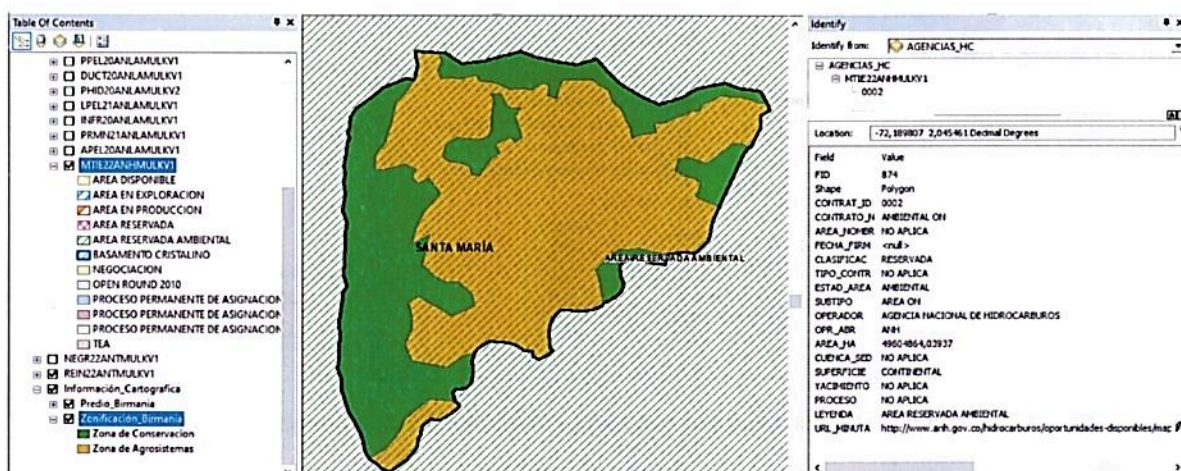 Table Of Contents
PPEL20ANLAMULKV1
DUCT20ANLAMULKV1
PHID20ANLAMULKV2
LPEL21ANLAMULKV1
INFR20ANLAMULKV1
PRMN21ANLAMULKV1
APEL20ANLAMULKV1
MTIE22ANHMULKV1
AREA DISPONIBLE
AREA EN EXPLORACION
AREA EN PRODUCCION
AREA RESERVADA
AREA RESERVADA AMBIENTAL
BASAMENTO CRISTALINO
NEGOCIACION
OPEN ROUND 2010
PROCESO PERMANENTE DE ASIGNACION
PROCESO PERMANENTE DE ASIGNACION
PROCESO PERMANENTE DE ASIGNACION
TEA
NEGR22ANTMULKV1
REIN22ANTMULKV1
Información_Cartografica
Predio_Birmania
Zonificación_Birmania
Zona de Conservacion
Zona de Agrosistemas
SANTA MARÍA
AREA RESERVADA AMBIENTAL
Identify
Identify from: AGENCIAS_HC
AGENCIAS_HC
MTIE22ANHMULKV1
0002
Location: -72,189807 2,045461 Decimal Degrees
Field Value
FID 874
Shape Polygon
CONTRAT_ID 0002
CONTRATO_N AMBIENTAL ON
AREA_NOMBR NO APLICA
FECHA_FIRM <null>
CLASIFICAC RESERVADA
TIPO_CONTR NO APLICA
ESTAD_AREA AMBIENTAL
SUBTIPO AREA ON
OPERADOR AGENCIA NACIONAL DE HIDROCARBUROS
OPR_ABR ANH
AREA_HA 49604864,03937
CUENCA_SED NO APLICA
SUPERFICIE CONTINENTAL
YACIMIENTO NO APLICA
PROCESO NO APLICA
LEYENDA AREA RESERVADA AMBIENTAL
URL_MINUTA http://www.anh.gov.co/hidrocarburos/oportunidades-disponibles/map